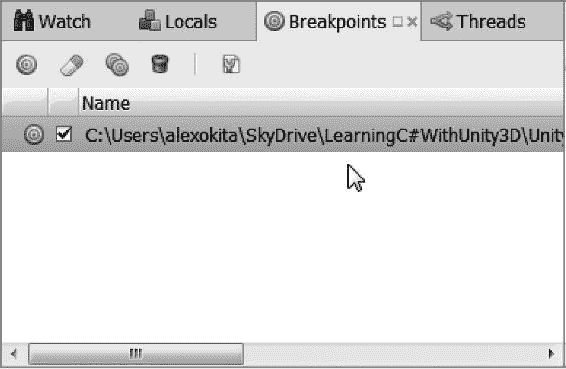 Watch Locals Breakpoints Threads
Name
C:\Users\alexokita\SkyDrive\LearningC#WithUnity3D\Unity